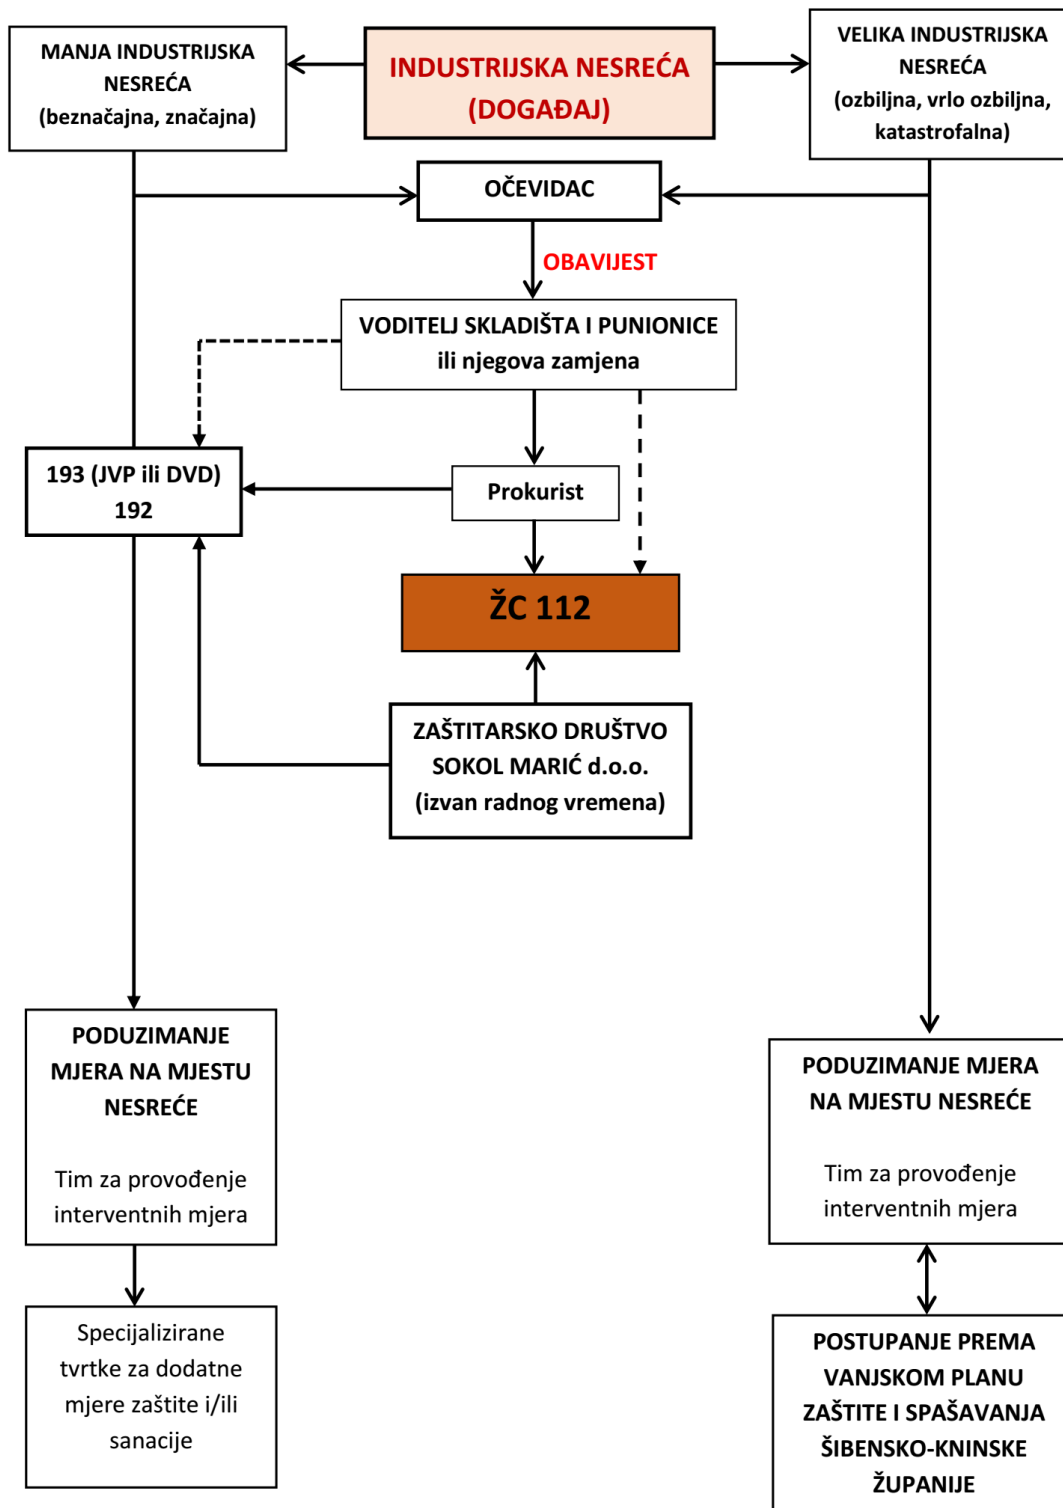 MANJA INDUSTRIJSKA
NESREĆA
(beznačajna, značajna)
INDUSTRIJSKA NESREĆA
(DOGAĐAJ)
VELIKA INDUSTRIJSKA
NESREĆA
(ozbiljna, vrlo ozbiljna,
katastrofalna)
OČEVIDAC
OBAVIJEST
VODITELJ SKLADIŠTA I PUNIONICE
ili njegova zamjena
193 (JVP ili DVD)
192
Prokurist
ŽC 112
ZAŠTITARSKO DRUŠTVO
SOKOL MARIĆ d.o.o.
(izvan radnog vremena)
PODUZIMANJE
MJERA NA MJESTU
NESREĆE
Tim za provođenje
interventnih mjera
PODUZIMANJE MJERA
NA MJESTU NESREĆE
Tim za provođenje
interventnih mjera
Specijalizirane
tvrtke za dodatne
mjere zaštite i/ili
sanacije
POSTUPANJE PREMA
VANJSKOM PLANU
ZAŠTITE I SPAŠAVANJA
ŠIBENSKO-KNINSKE
ŽUPANIJE